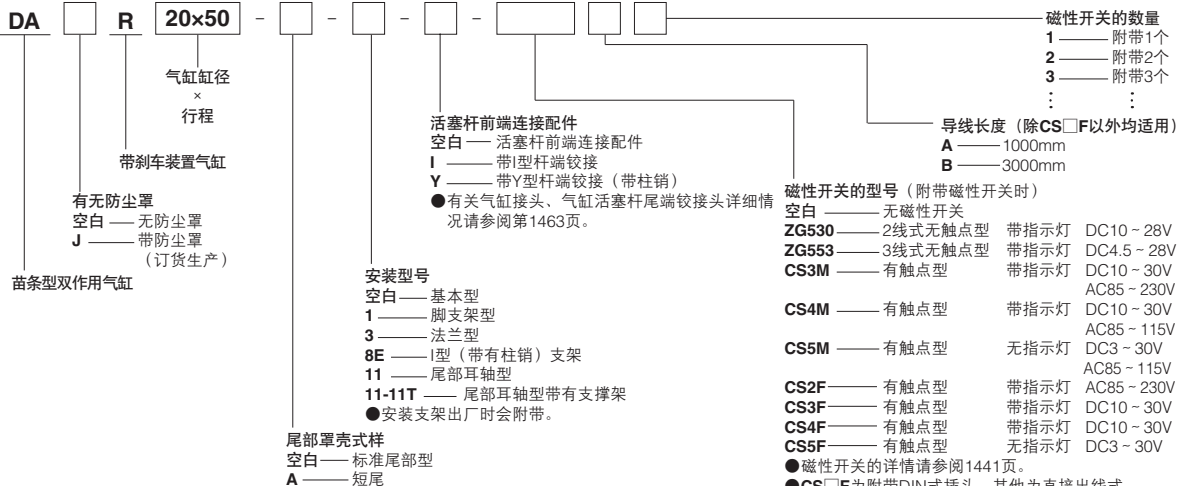 DA □ R 20×50 - □ - □ - □ - □ □ □
气缸缸径
×
行程
带刹车装置气缸
有无防尘罩
空白 —— 无防尘罩
J —— 带防尘罩
（订货生产）
苗条型双作用气缸
活塞杆前端连接配件
空白 —— 活塞杆前端连接配件
I —— 带I型杆端铰接
Y —— 带Y型杆端铰接（带柱销）
●有关气缸接头、气缸活塞杆尾端铰接头详细情
况请参阅第1463页。
安装型号
空白 —— 基本型
1 —— 脚支架型
3 —— 法兰型
8E —— I型（带有柱销）支架
11 —— 尾部耳轴型
11-11T —— 尾部耳轴型带有支撑架
●安装支架出厂时会附带。
尾部罩壳式样
空白 —— 标准尾部型
A —— 短尾
磁性开关的数量
1 —— 附带1个
2 —— 附带2个
3 —— 附带3个
⋮ ⋮
导线长度（除CS□F以外均适用）
A —— 1000mm
B —— 3000mm
磁性开关的型号（附带磁性开关时）
空白 —— 无磁性开关
ZG530 —— 2线式无触点型 带指示灯 DC10～28V
ZG553 —— 3线式无触点型 带指示灯 DC4.5～28V
CS3M —— 有触点型 带指示灯 DC10～30V
AC85～230V
CS4M —— 有触点型 带指示灯 DC10～30V
AC85～115V
CS5M —— 有触点型 无指示灯 DC3～30V
AC85～115V
CS2F —— 有触点型 带指示灯 AC85～230V
CS3F —— 有触点型 带指示灯 DC10～30V
CS4F —— 有触点型 带指示灯 DC10～30V
CS5F —— 有触点型 无指示灯 DC3～30V
●磁性开关的详情请参阅1441页。
●CS□F为附带DIN式插头，其他为直接出线式